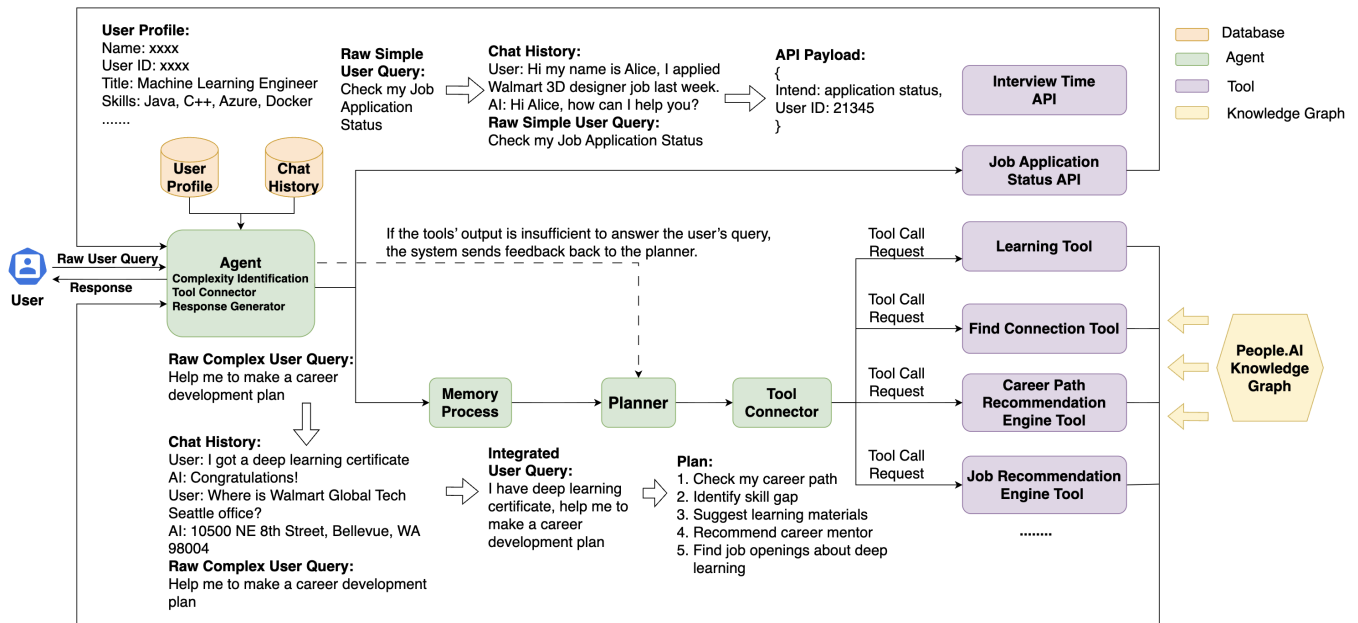 User Profile:
Name: xxxx
User ID: xxxx
Title: Machine Learning Engineer
Skills: Java, C++, Azure, Docker
.......
Raw Simple
User Query:
Check my Job
Application
Status
Chat History:
User: Hi my name is Alice, I applied
Walmart 3D designer job last week.
AI: Hi Alice, how can I help you?
Raw Simple User Query:
Check my Job Application Status
API Payload:
{
Intend: application status,
User ID: 21345
}
Interview Time
API
Job Application
Status API
Database
Agent
Tool
Knowledge Graph
User
Profile
Chat
History
If the tools' output is insufficient to answer the user's query,
the system sends feedback back to the planner.
User
Raw User Query
Response
Agent
Complexity Identification
Tool Connector
Response Generator
Tool Call
Request
Learning Tool
Tool Call
Request
Find Connection Tool
Tool Call
Request
Career Path
Recommendation
Engine Tool
Tool Call
Request
Job Recommendation
Engine Tool
........
People.AI
Knowledge
Graph
Memory
Process
Planner
Tool
Connector
Raw Complex User Query:
Help me to make a career
development plan
Chat History:
User: I got a deep learning certificate
AI: Congratulations!
User: Where is Walmart Global Tech
Seattle office?
AI: 10500 NE 8th Street, Bellevue, WA
98004
Raw Complex User Query:
Help me to make a career development
plan
Integrated
User Query:
I have deep learning
certificate, help me to
make a career
development plan
Plan:
1. Check my career path
2. Identify skill gap
3. Suggest learning materials
4. Recommend career mentor
5. Find job openings about deep
learning